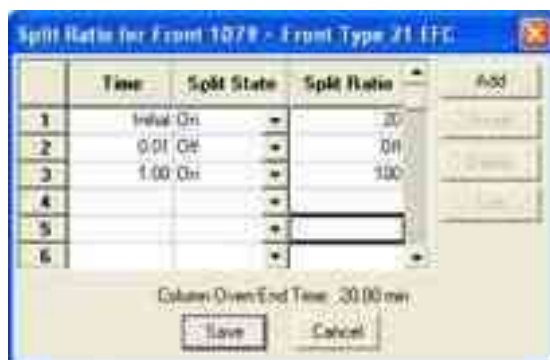 Split Ratio for Front 1079 - Front Type 21 EFC
Time Split State Split Ratio Add
1 Initial On 20
2 0.01 Off Off
3 1.00 On 100
4
5
6
Column Oven End Time: 20.00 min
Save Cancel